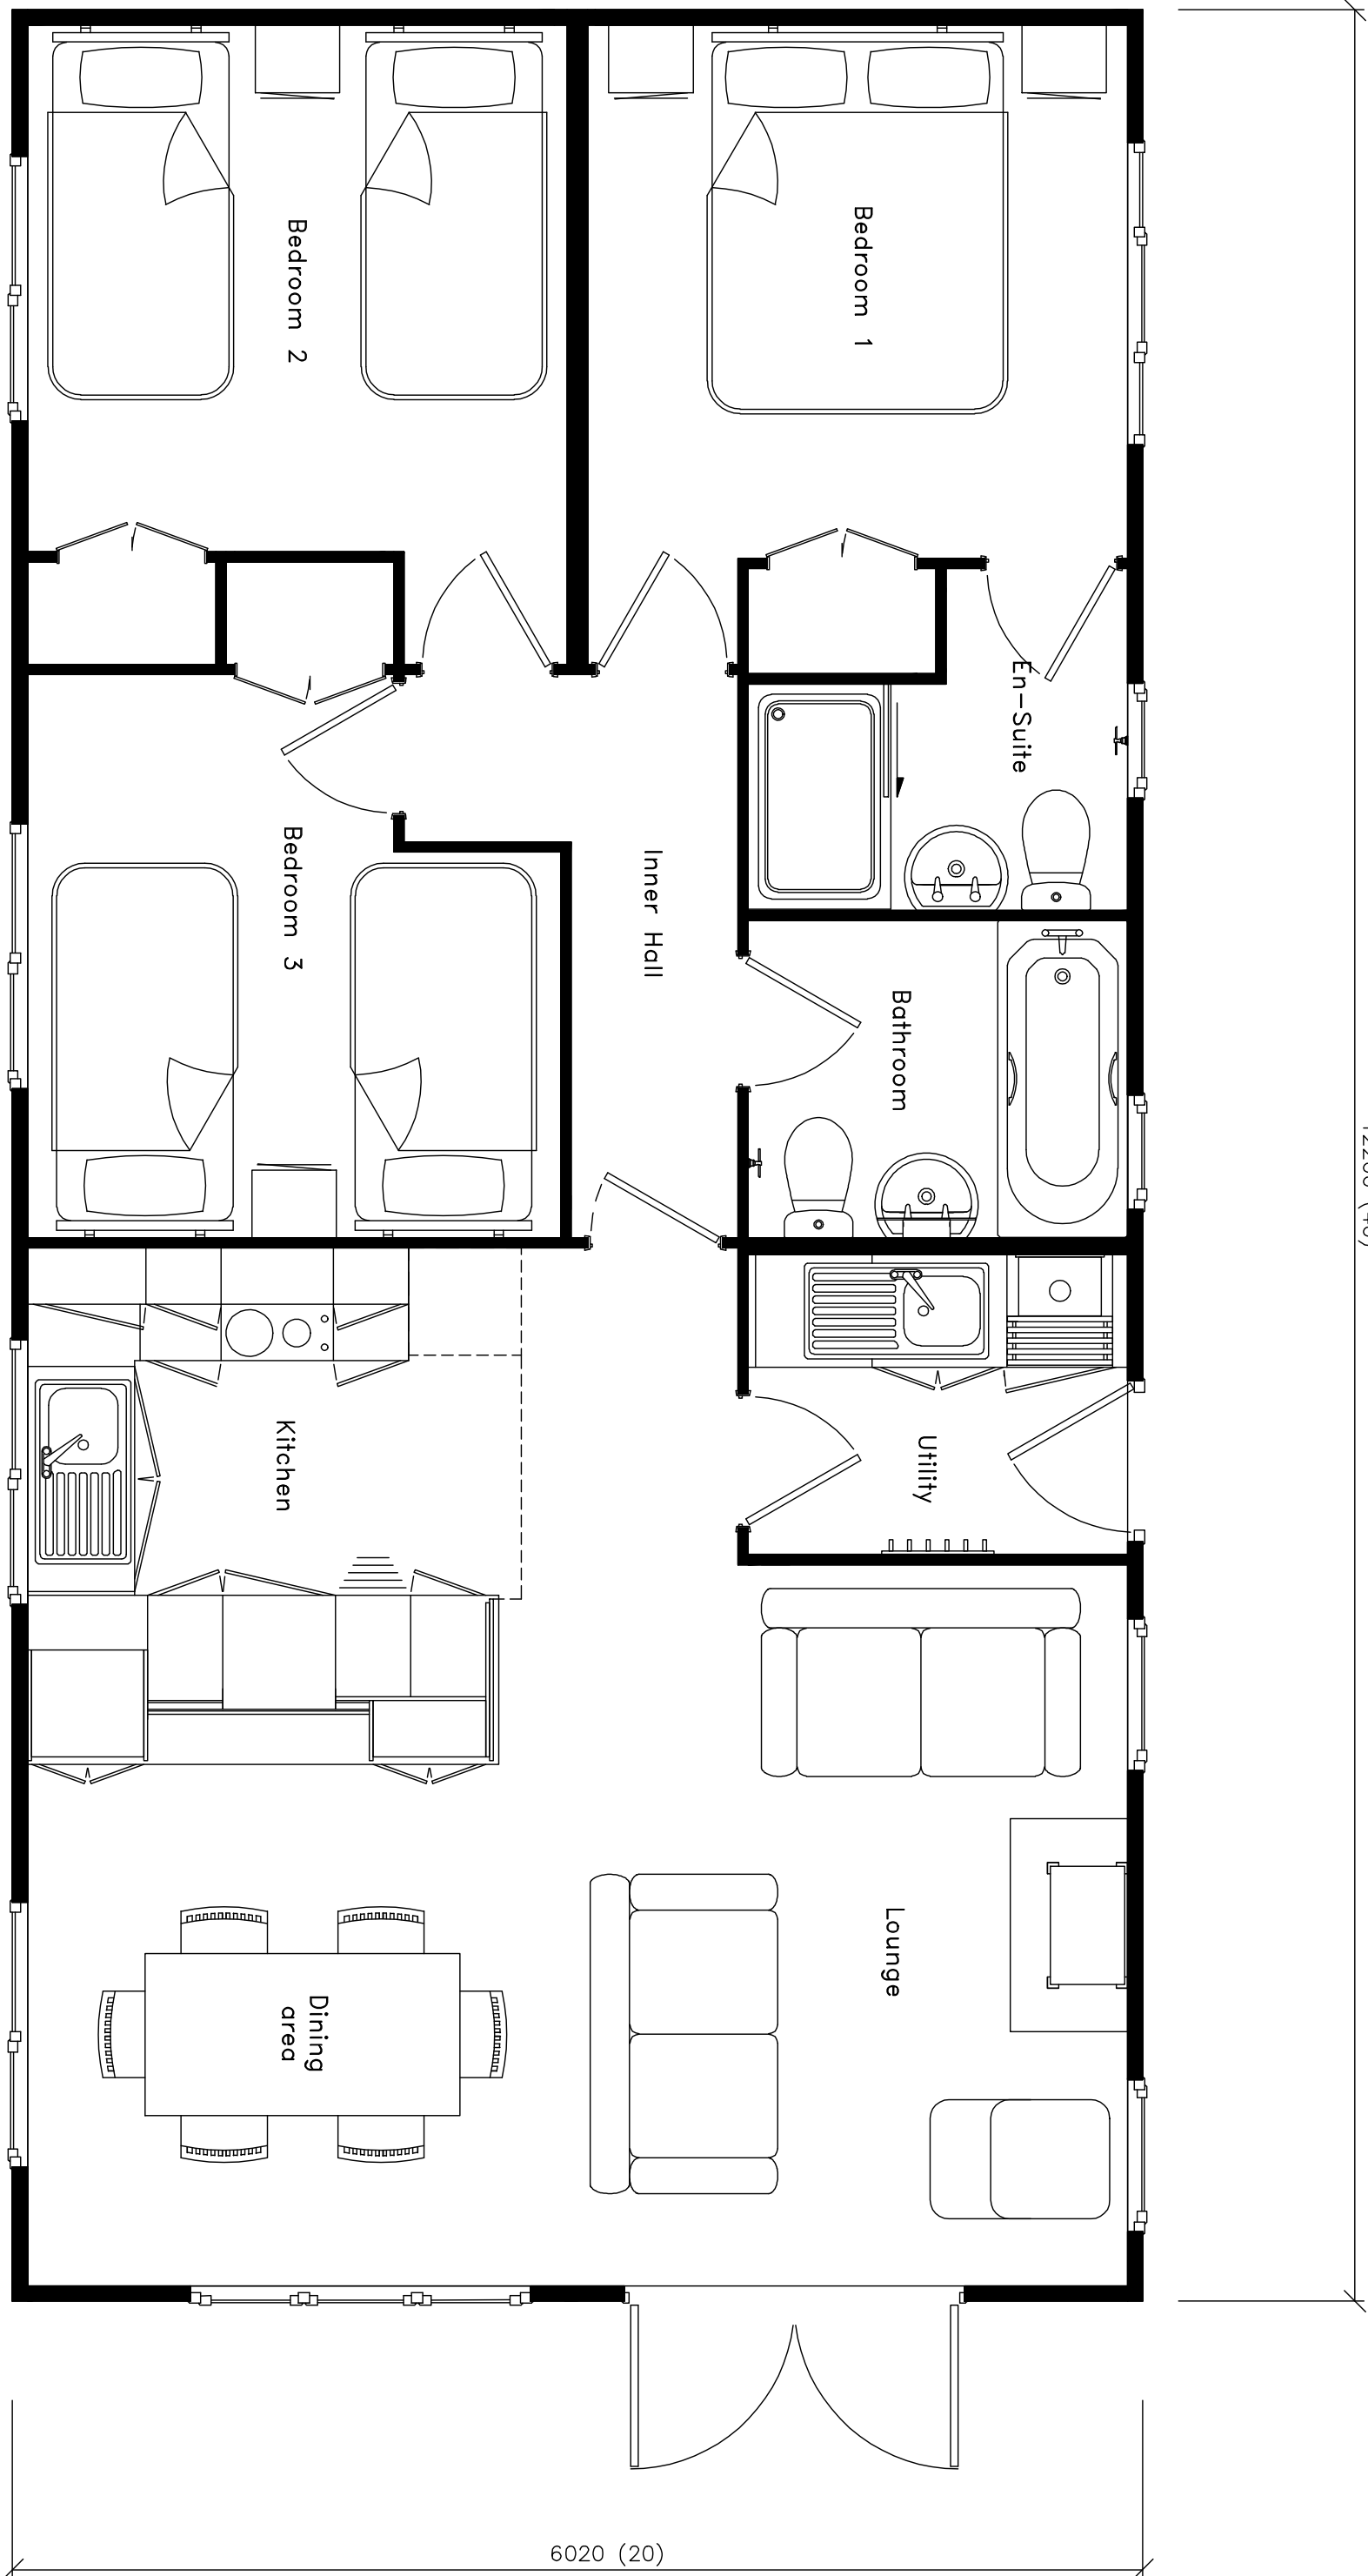 Bedroom 1
Bedroom 2
En-Suite
Bedroom 3
Inner Hall
Bathroom
Kitchen
Utility
Lounge
Dining
area
6020 (20)